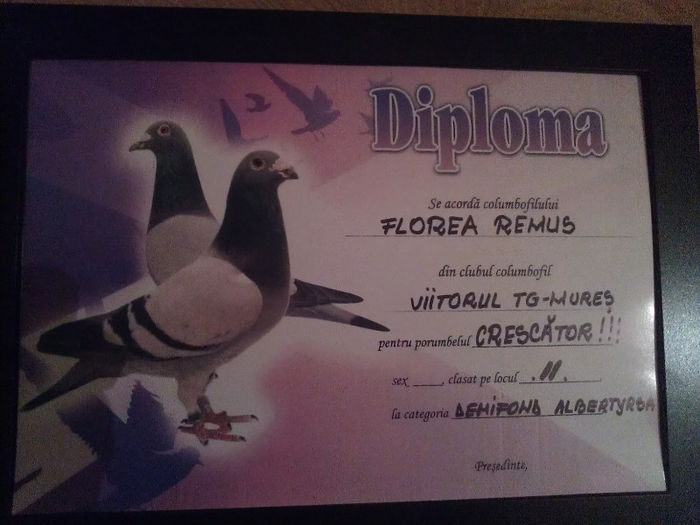 Diploma
Se acordă columbofilului
FLOREA REMUS
din clubul columbofil
VIITORUL TG-MUREȘ
pentru porumbelul CRESCĂTOR!!!
sex ____, clasat pe locul .II.
la categoria DEMIFOND ALBERTYRSA
Președinte,